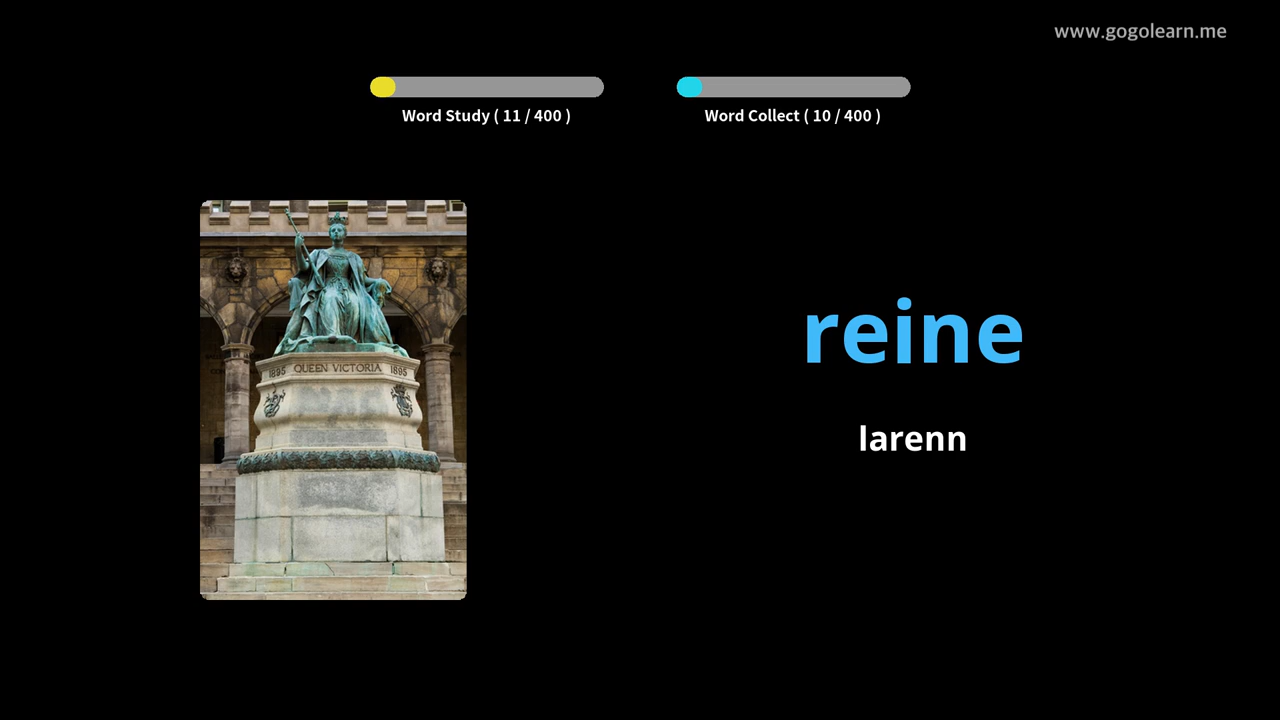 www.gogolearn.me
Word Study ( 11 / 400 )
Word Collect ( 10 / 400 )
1895 QUEEN VICTORIA 1895
reine
larenn